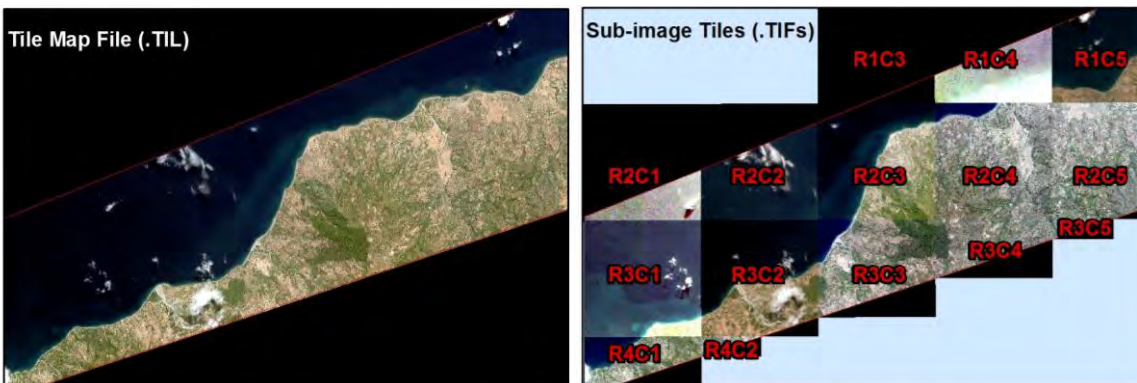 Tile Map File (.TIL)
Sub-image Tiles (.TIFs)
R1C3
R1C4
R1C5
R2C1
R2C2
R2C3
R2C4
R2C5
R3C1
R3C2
R3C3
R3C4
R3C5
R4C1
R4C2